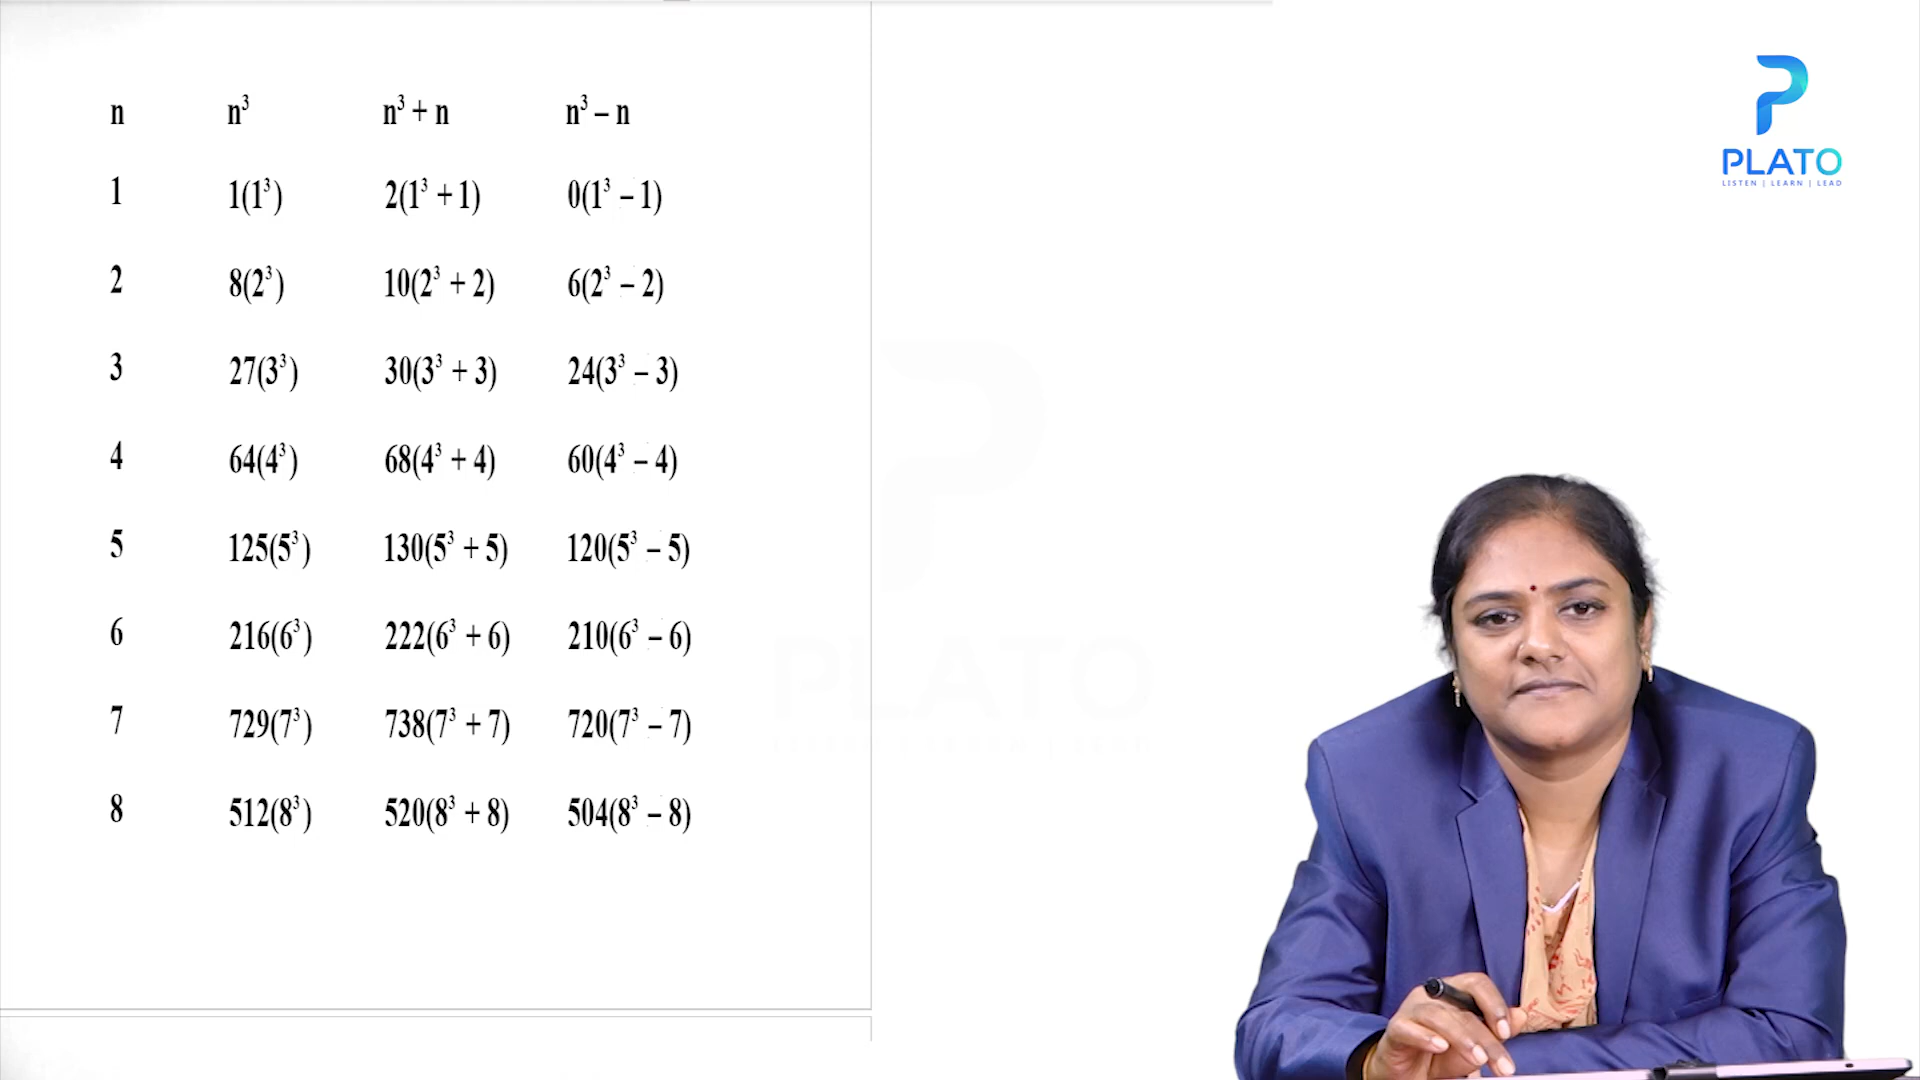 n n³ n³ + n n³ – n
1 1(1³) 2(1³ + 1) 0(1³ – 1)
2 8(2³) 10(2³ + 2) 6(2³ – 2)
3 27(3³) 30(3³ + 3) 24(3³ – 3)
4 64(4³) 68(4³ + 4) 60(4³ – 4)
5 125(5³) 130(5³ + 5) 120(5³ – 5)
6 216(6³) 222(6³ + 6) 210(6³ – 6)
7 729(7³) 738(7³ + 7) 720(7³ – 7)
8 512(8³) 520(8³ + 8) 504(8³ – 8)
PLATO
LISTEN | LEARN | LEAD
PLATO